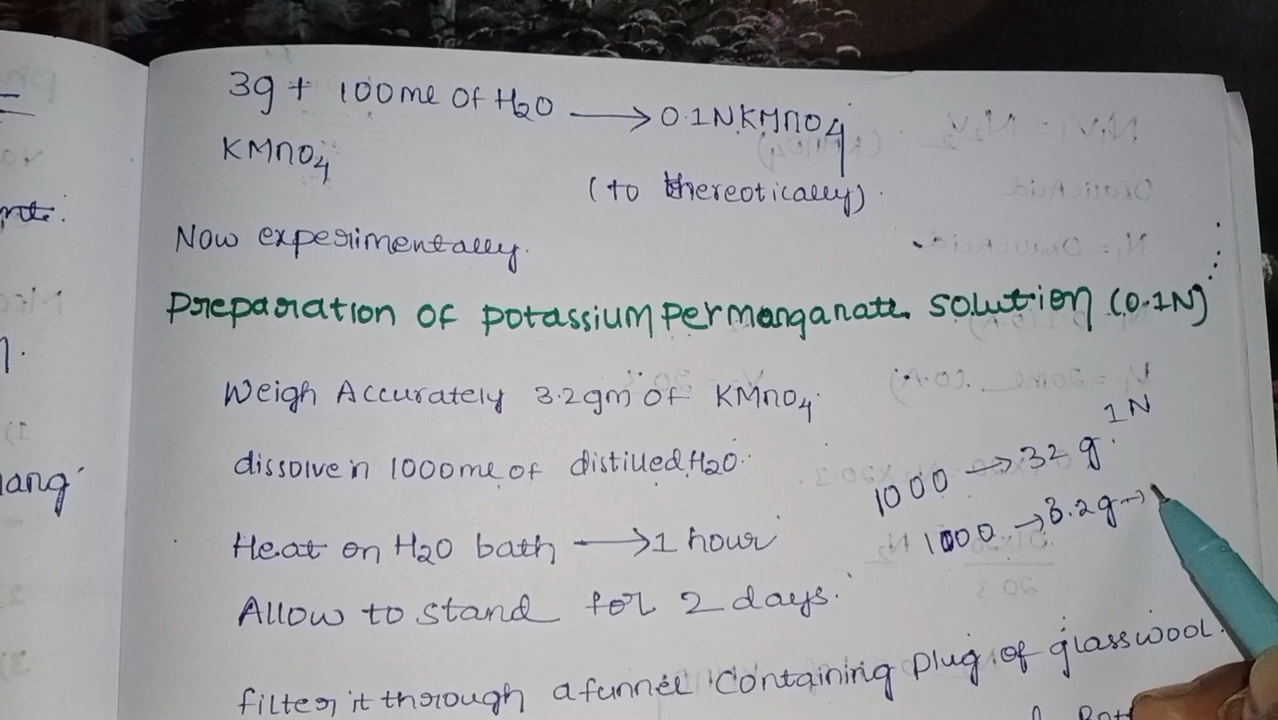 3g + 100ml of H2O → 0.1N KMnO4
KMnO4
(to thereotically)
Now experimentally.
Preparation of potassium permanganate. solution (0.1N)
Weigh Accurately 3.2gm of KMnO4.
dissolve in 1000ml of distilled H2O.
1N
1000 → 32 g.
1000 → 3.2g →
Heat on H2O bath → 1 hour
Allow to stand for 2 days.
filter it through a funnel containing plug of glasswool.
ang